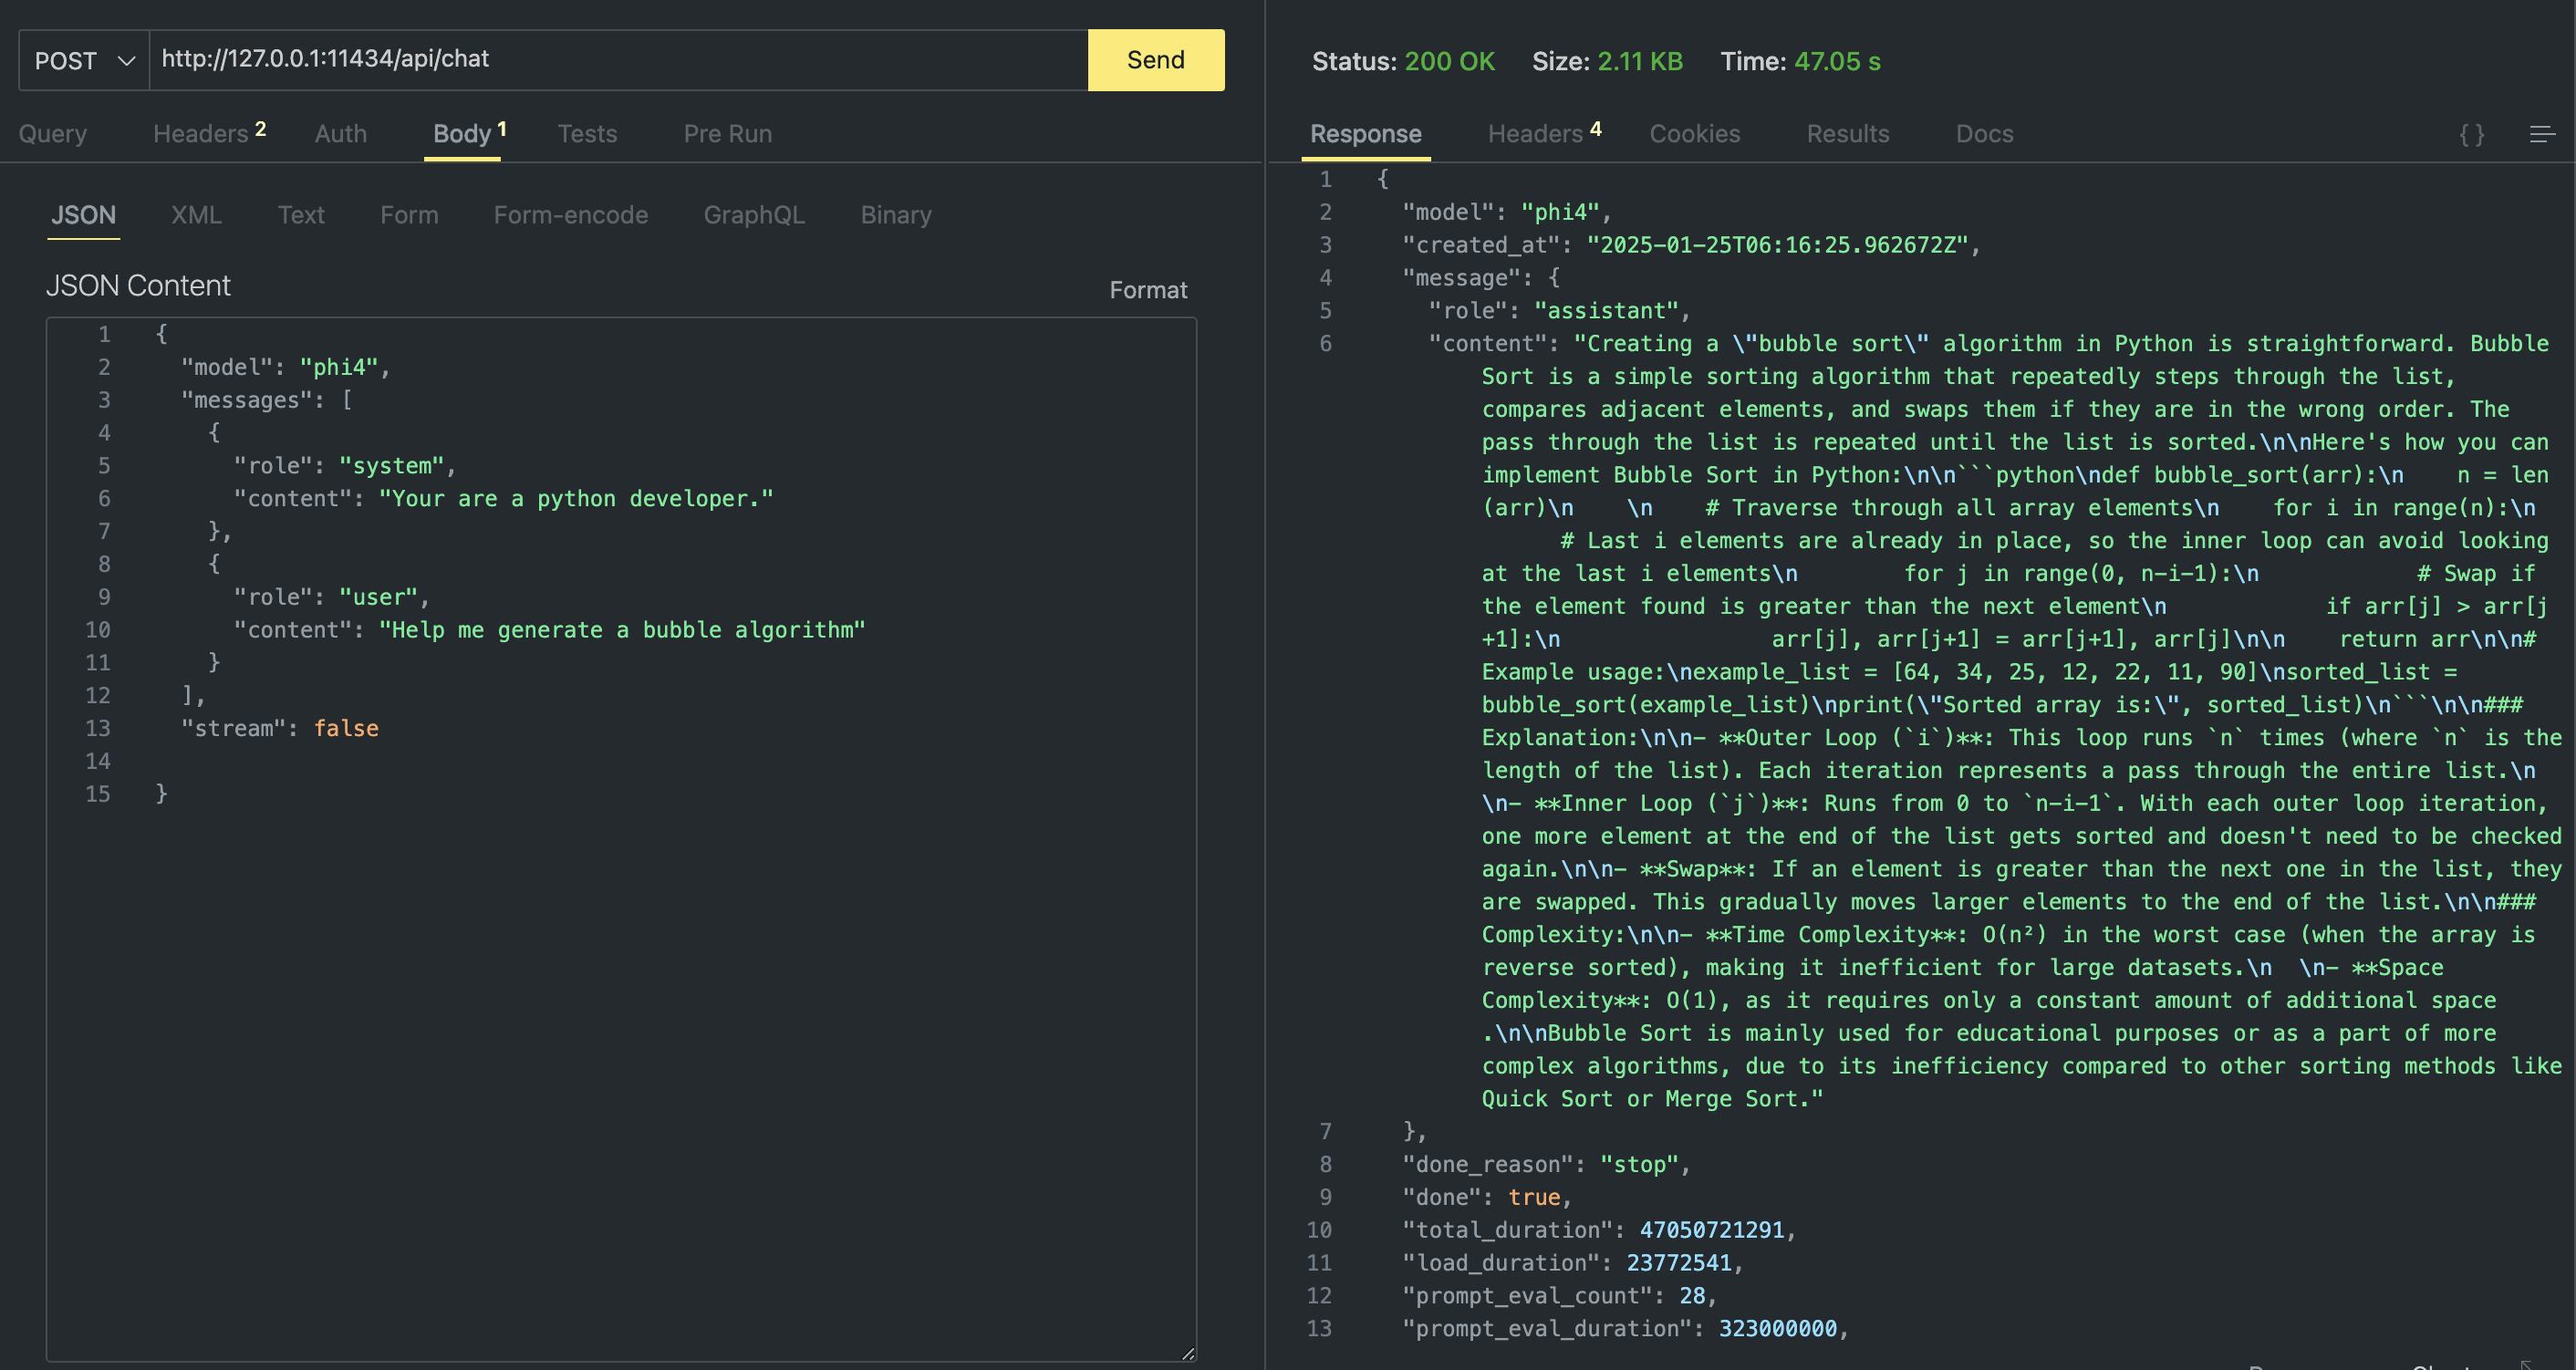 POST http://127.0.0.1:11434/api/chat Send
Query Headers 2 Auth Body 1 Tests Pre Run
JSON XML Text Form Form-encode GraphQL Binary
JSON Content Format
1 {
2 "model": "phi4",
3 "messages": [
4 {
5 "role": "system",
6 "content": "Your are a python developer."
7 },
8 {
9 "role": "user",
10 "content": "Help me generate a bubble algorithm"
11 }
12 ],
13 "stream": false
14
15 }
Status: 200 OK Size: 2.11 KB Time: 47.05 s
Response Headers 4 Cookies Results Docs { }
1 {
2 "model": "phi4",
3 "created_at": "2025-01-25T06:16:25.962672Z",
4 "message": {
5 "role": "assistant",
6 "content": "Creating a \"bubble sort\" algorithm in Python is straightforward. Bubble
Sort is a simple sorting algorithm that repeatedly steps through the list,
compares adjacent elements, and swaps them if they are in the wrong order. The
pass through the list is repeated until the list is sorted.\n\nHere's how you can
implement Bubble Sort in Python:\n\n```python\ndef bubble_sort(arr):\n    n = len
(arr)\n    \n    # Traverse through all array elements\n    for i in range(n):\n
# Last i elements are already in place, so the inner loop can avoid looking
at the last i elements\n        for j in range(0, n-i-1):\n            # Swap if
the element found is greater than the next element\n            if arr[j] > arr[j
+1]:\n                arr[j], arr[j+1] = arr[j+1], arr[j]\n\n    return arr\n\n#
Example usage:\nexample_list = [64, 34, 25, 12, 22, 11, 90]\nsorted_list =
bubble_sort(example_list)\nprint(\"Sorted array is:\", sorted_list)\n```\n\n###
Explanation:\n\n- **Outer Loop (`i`)**: This loop runs `n` times (where `n` is the
length of the list). Each iteration represents a pass through the entire list.\n
\n- **Inner Loop (`j`)**: Runs from 0 to `n-i-1`. With each outer loop iteration,
one more element at the end of the list gets sorted and doesn't need to be checked
again.\n\n- **Swap**: If an element is greater than the next one in the list, they
are swapped. This gradually moves larger elements to the end of the list.\n\n###
Complexity:\n\n- **Time Complexity**: O(n²) in the worst case (when the array is
reverse sorted), making it inefficient for large datasets.\n  \n- **Space
Complexity**: O(1), as it requires only a constant amount of additional space
.\n\nBubble Sort is mainly used for educational purposes or as a part of more
complex algorithms, due to its inefficiency compared to other sorting methods like
Quick Sort or Merge Sort."
7 },
8 "done_reason": "stop",
9 "done": true,
10 "total_duration": 47050721291,
11 "load_duration": 23772541,
12 "prompt_eval_count": 28,
13 "prompt_eval_duration": 323000000,